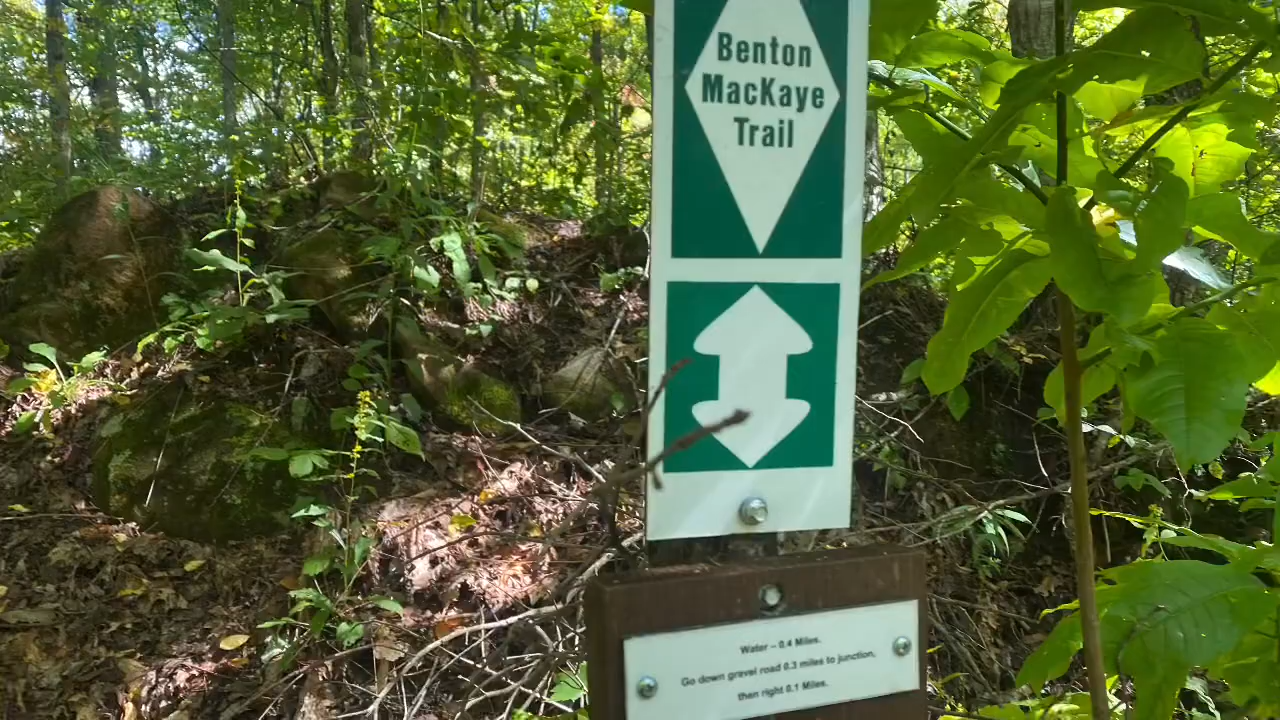 Benton
MacKaye
Trail
Water – 0.4 Miles.
Go down gravel road 0.3 miles to junction,
then right 0.1 Miles.